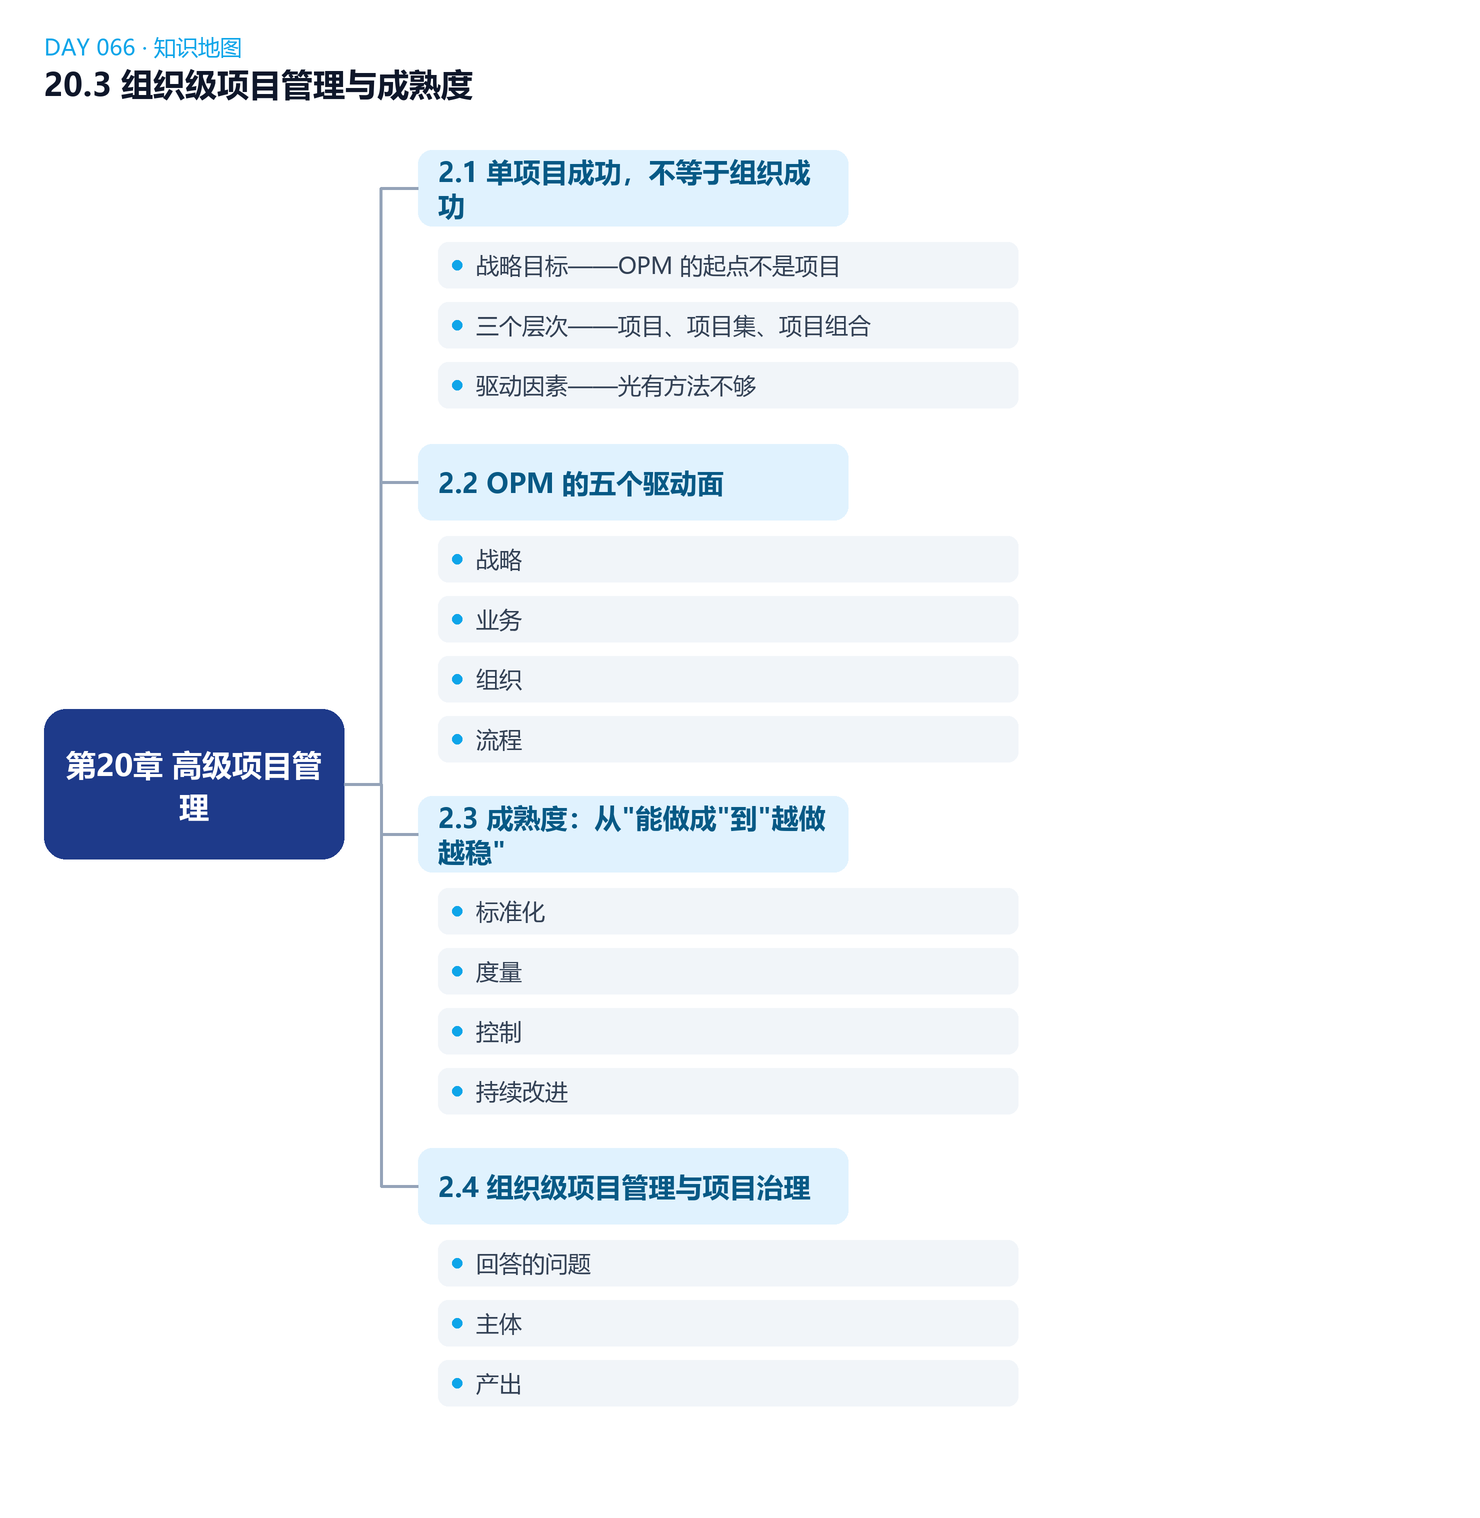 DAY 066 · 知识地图
20.3 组织级项目管理与成熟度
2.1 单项目成功，不等于组织成
功
战略目标——OPM 的起点不是项目
三个层次——项目、项目集、项目组合
驱动因素——光有方法不够
2.2 OPM 的五个驱动面
战略
业务
组织
流程
第20章 高级项目管
理
2.3 成熟度：从"能做成"到"越做
越稳"
标准化
度量
控制
持续改进
2.4 组织级项目管理与项目治理
回答的问题
主体
产出